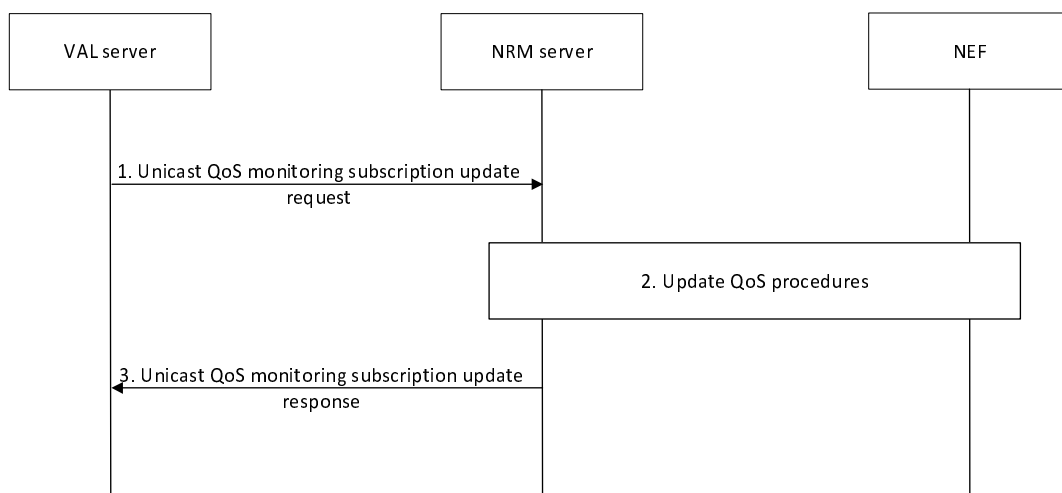 VAL server
NRM server
NEF
1. Unicast QoS monitoring subscription update
request
2. Update QoS procedures
3. Unicast QoS monitoring subscription update
response